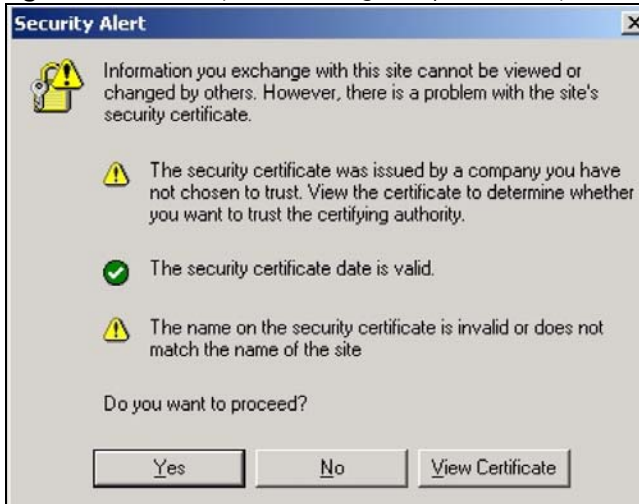 Security Alert
Information you exchange with this site cannot be viewed or
changed by others. However, there is a problem with the site's
security certificate.
The security certificate was issued by a company you have
not chosen to trust. View the certificate to determine whether
you want to trust the certifying authority.
The security certificate date is valid.
The name on the security certificate is invalid or does not
match the name of the site
Do you want to proceed?
Yes No View Certificate